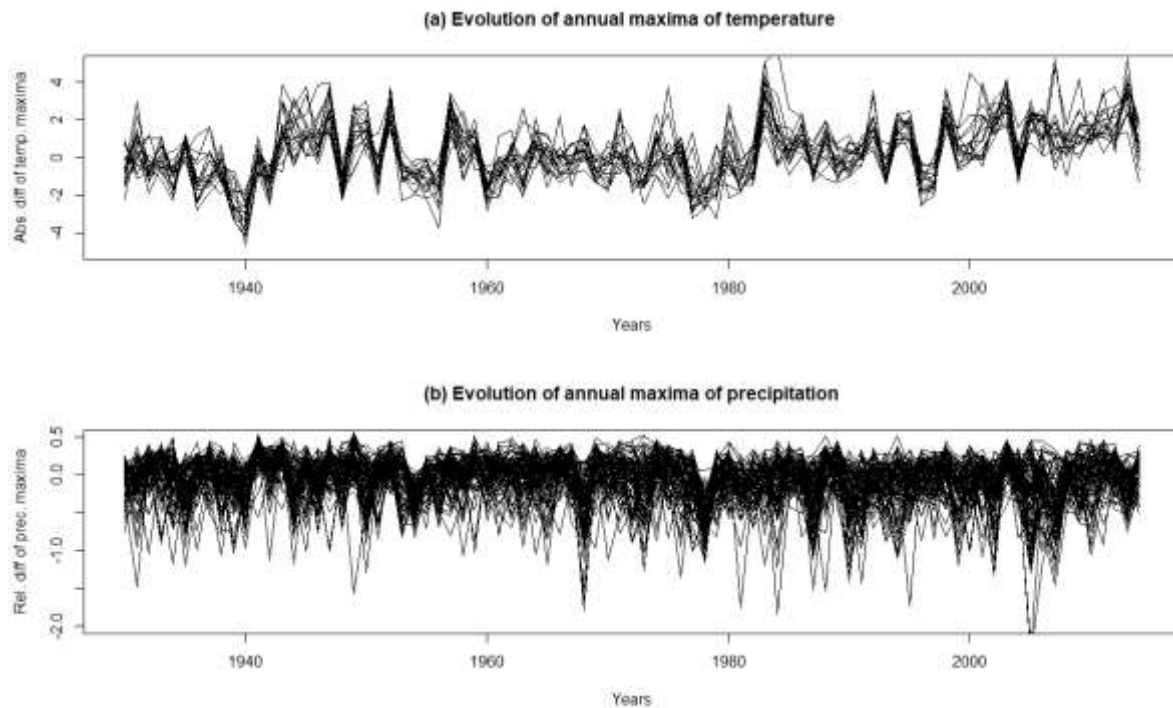 (a) Evolution of annual maxima of temperature
Abs. diff of temp. maxima
4
2
0
-2
-4
1940 1960 1980 2000
Years
(b) Evolution of annual maxima of precipitation
Rel. diff of prec. maxima
0.5
0.0
-1.0
-2.0
1940 1960 1980 2000
Years